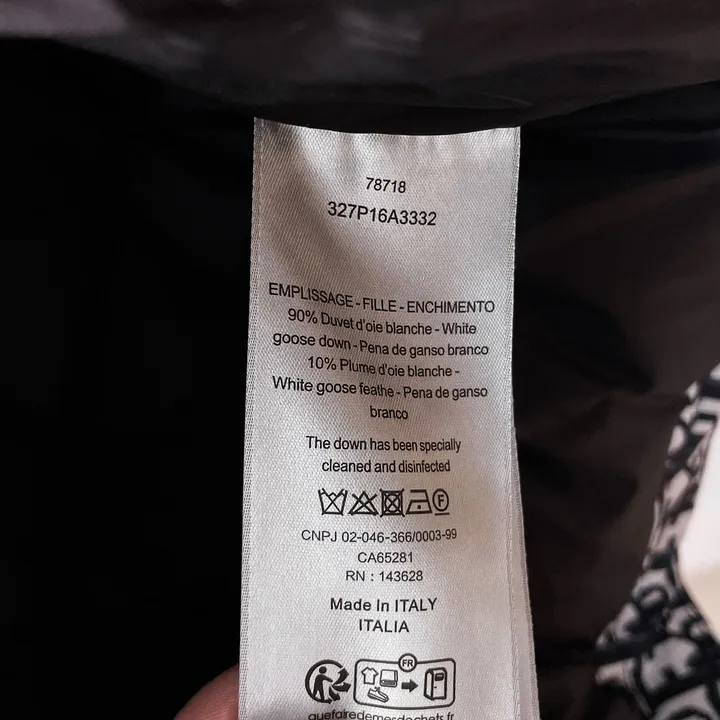 78718
327P16A3332
EMPLISSAGE - FILLE - ENCHIMENTO
90% Duvet d'oie blanche - White
goose down - Pena de ganso branco
10% Plume d'oie blanche -
White goose feathe - Pena de ganso
branco
The down has been specially
cleaned and disinfected
F
CNPJ 02-046-366/0003-99
CA65281
RN : 143628
Made In ITALY
ITALIA
FR
quefairedemesdechets.fr